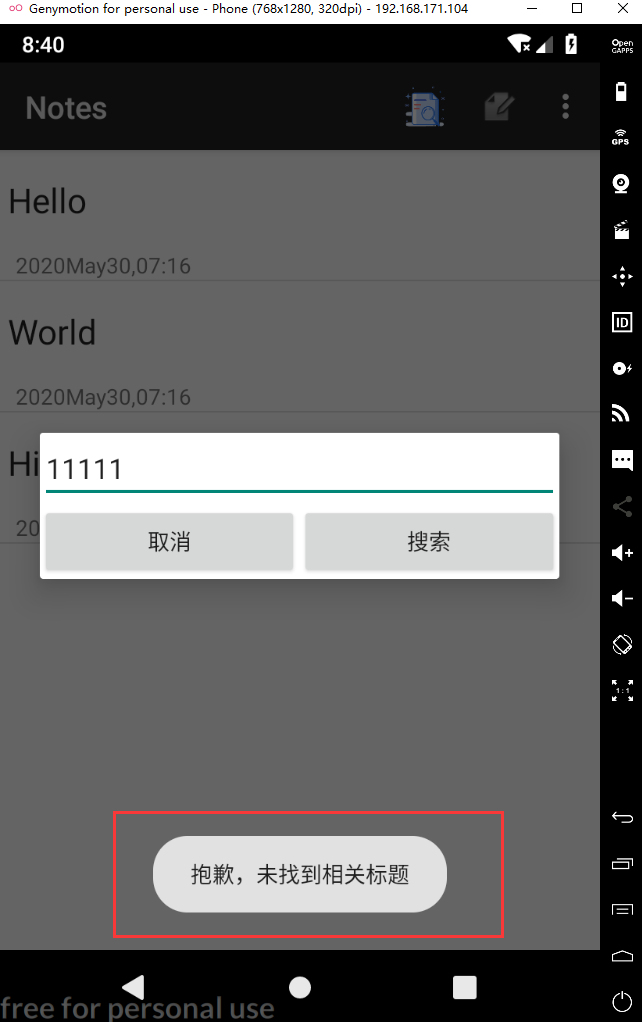 Genymotion for personal use - Phone (768x1280, 320dpi) - 192.168.171.104
8:40
Open
GAPPS
Notes
GPS
Hello
2020May30,07:16
World
ID
2020May30,07:16
Hi
11111
20
取消
搜索
1:1
抱歉，未找到相关标题
free for personal use